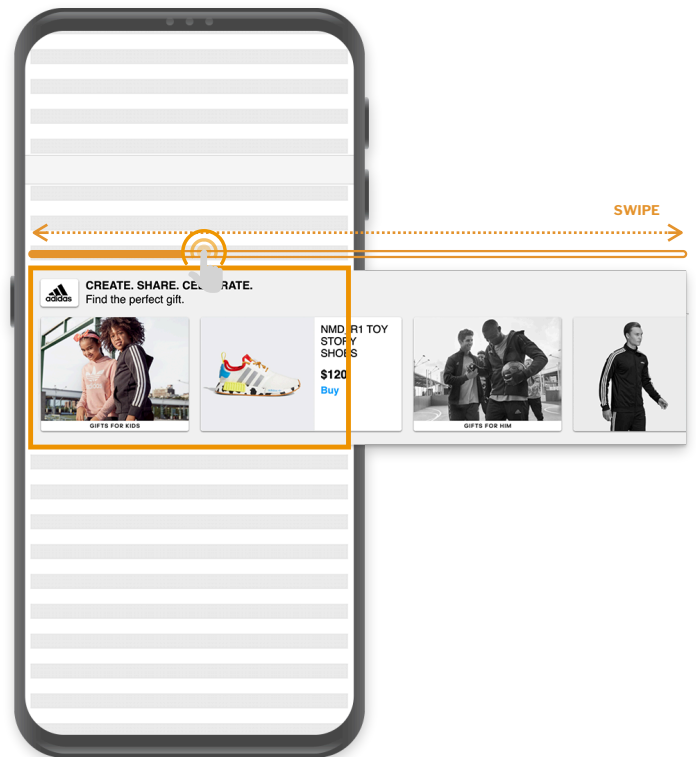 SWIPE
adidas
CREATE. SHARE. CELEBRATE.
Find the perfect gift.
NMD_R1 TOY
STORY
SHOES
$120
Buy
GIFTS FOR KIDS
GIFTS FOR HIM